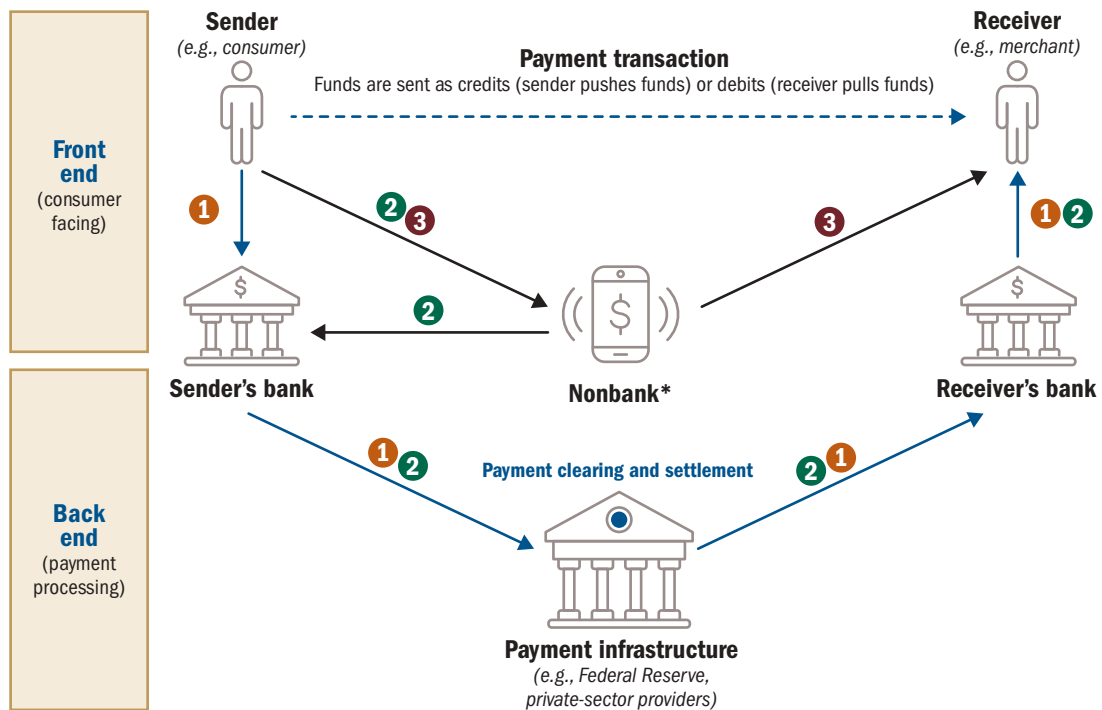 Sender
(e.g., consumer)
Receiver
(e.g., merchant)
Payment transaction
Funds are sent as credits (sender pushes funds) or debits (receiver pulls funds)
Front
end
(consumer
facing)
1
2
3
3
1 2
$
2
$
$
Sender's bank
Nonbank*
Receiver's bank
Back
end
(payment
processing)
1
2
Payment clearing and settlement
2
1
Payment infrastructure
(e.g., Federal Reserve,
private-sector providers)